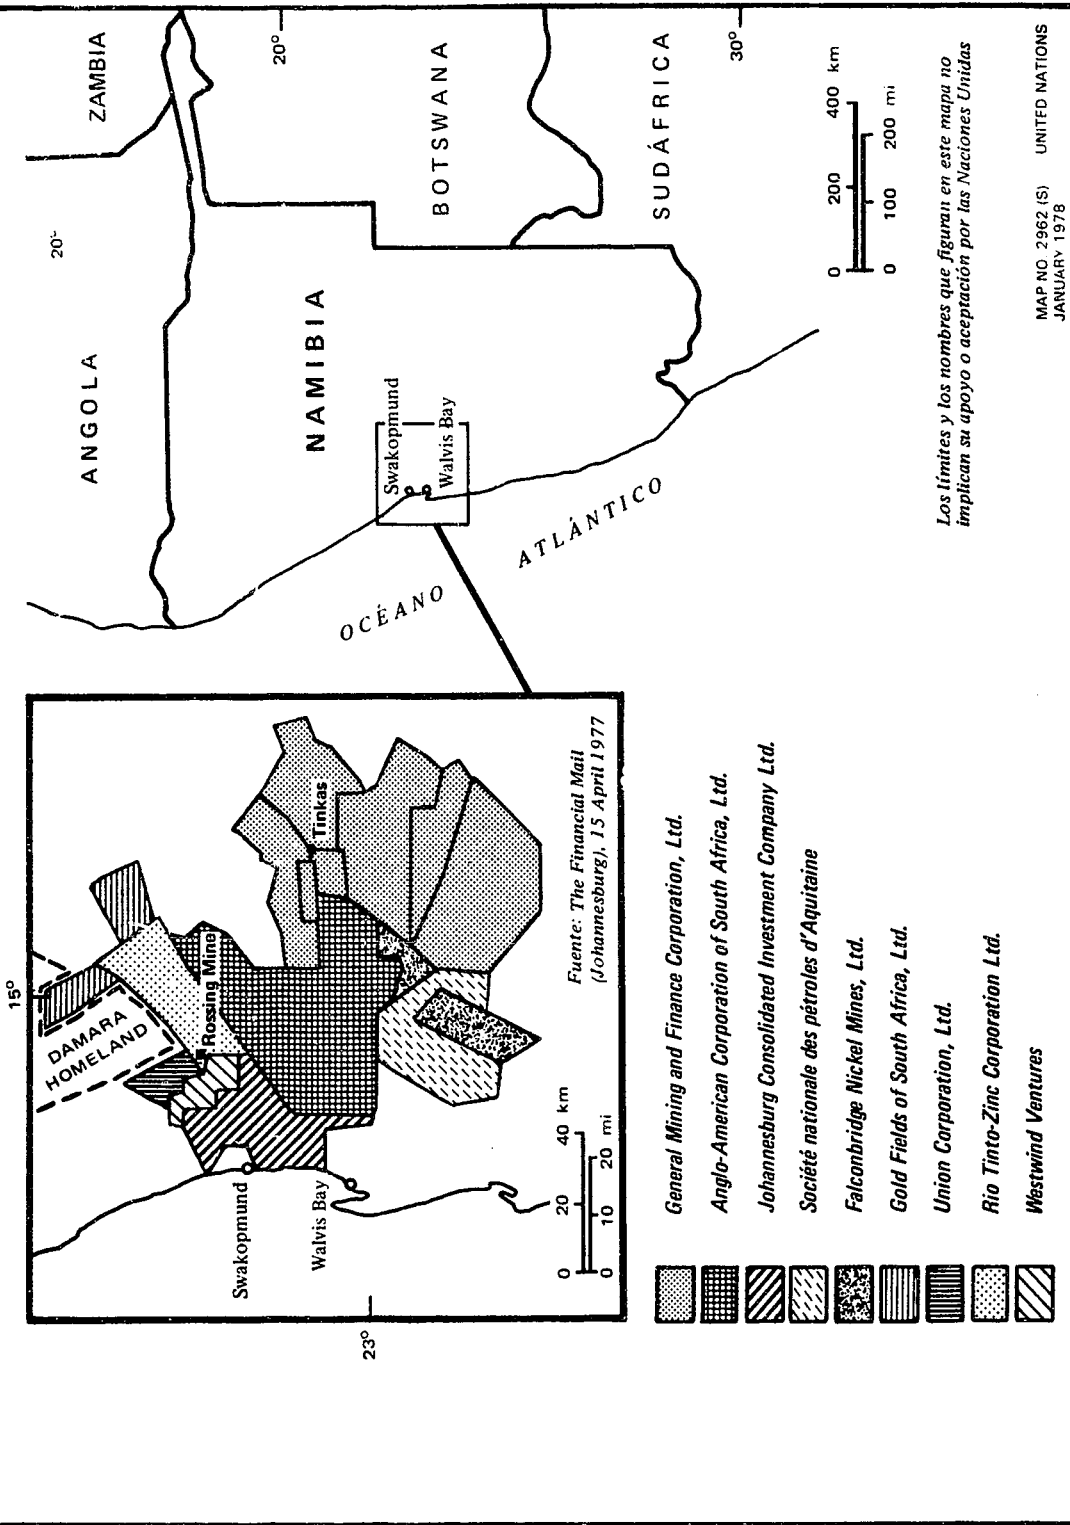 ZAMBIA
20°
20°
ANGOLA
NAMIBIA
BOTSWANA
SUDÁFRICA
30°
Swakopmund
Walvis Bay
OCÉANO
ATLÁNTICO
0 200 400 km
0 100 200 mi
Los límites y los nombres que figuran en este mapa no
implican su apoyo o aceptación por las Naciones Unidas
MAP NO. 2962 (S) UNITED NATIONS
JANUARY 1978
15°
23°
DAMARA
HOMELAND
Rossing Mine
Tinkas
Swakopmund
Walvis Bay
0 20 40 km
0 10 20 mi
Fuente: The Financial Mail
(Johannesburg), 15 April 1977
General Mining and Finance Corporation, Ltd.
Anglo-American Corporation of South Africa, Ltd.
Johannesburg Consolidated Investment Company Ltd.
Société nationale des pétroles d'Aquitaine
Falconbridge Nickel Mines, Ltd.
Gold Fields of South Africa, Ltd.
Union Corporation, Ltd.
Rio Tinto-Zinc Corporation Ltd.
Westwind Ventures